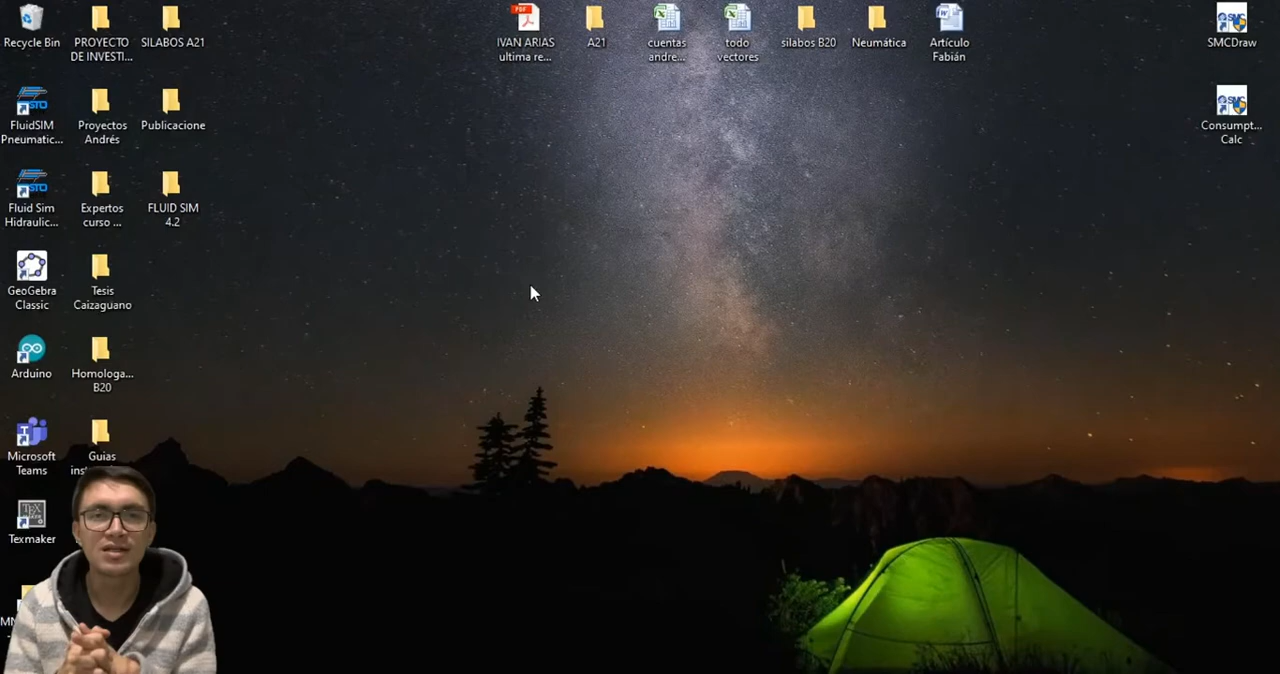 Recycle Bin
PROYECTO
DE INVESTI...
SILABOS A21
IVAN ARIAS
ultima re...
A21
cuentas
andre...
todo
vectores
silabos B20
Neumática
Artículo
Fabián
SMCDraw
FluidSIM
Pneumatic...
Proyectos
Andrés
Publicacione
Consumpt...
Calc
Fluid Sim
Hidraulic...
Expertos
curso ...
FLUID SIM
4.2
GeoGebra
Classic
Tesis
Caizaguano
Arduino
Homologa...
B20
Microsoft
Teams
Guias
Texmaker